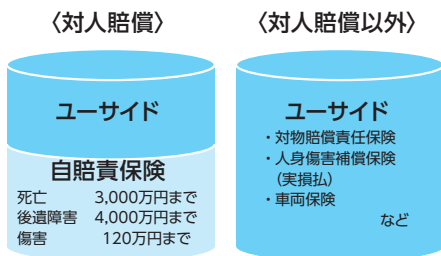 〈対人賠償〉
ユーサイド
自賠責保険
死亡 3,000万円まで
後遺障害 4,000万円まで
傷害 120万円まで
〈対人賠償以外〉
ユーサイド
・対物賠償責任保険
・人身傷害補償保険
(実損払)
・車両保険
など